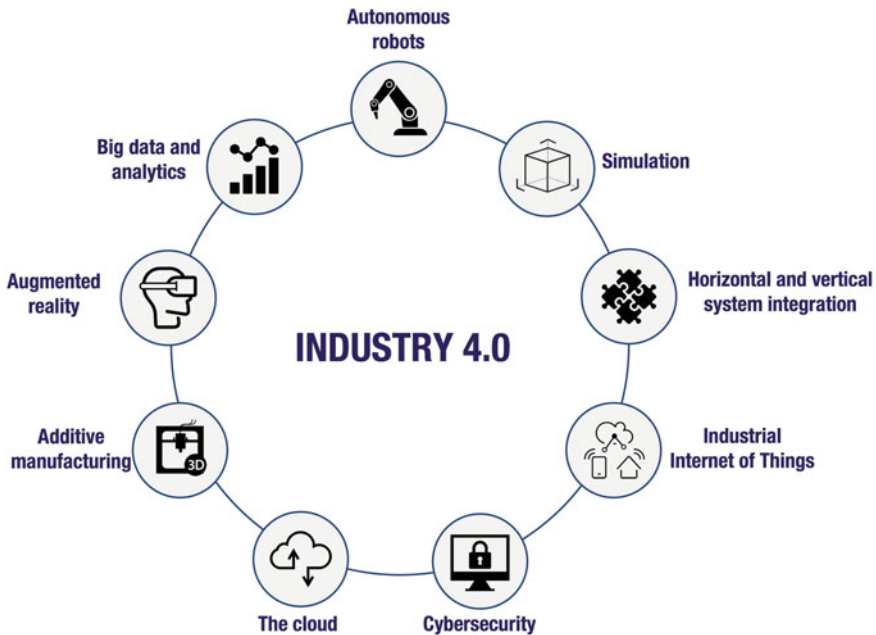 Autonomous
robots
Big data and
analytics
Simulation
Augmented
reality
Horizontal and vertical
system integration
INDUSTRY 4.0
Additive
manufacturing
3D
Industrial
Internet of Things
The cloud
Cybersecurity